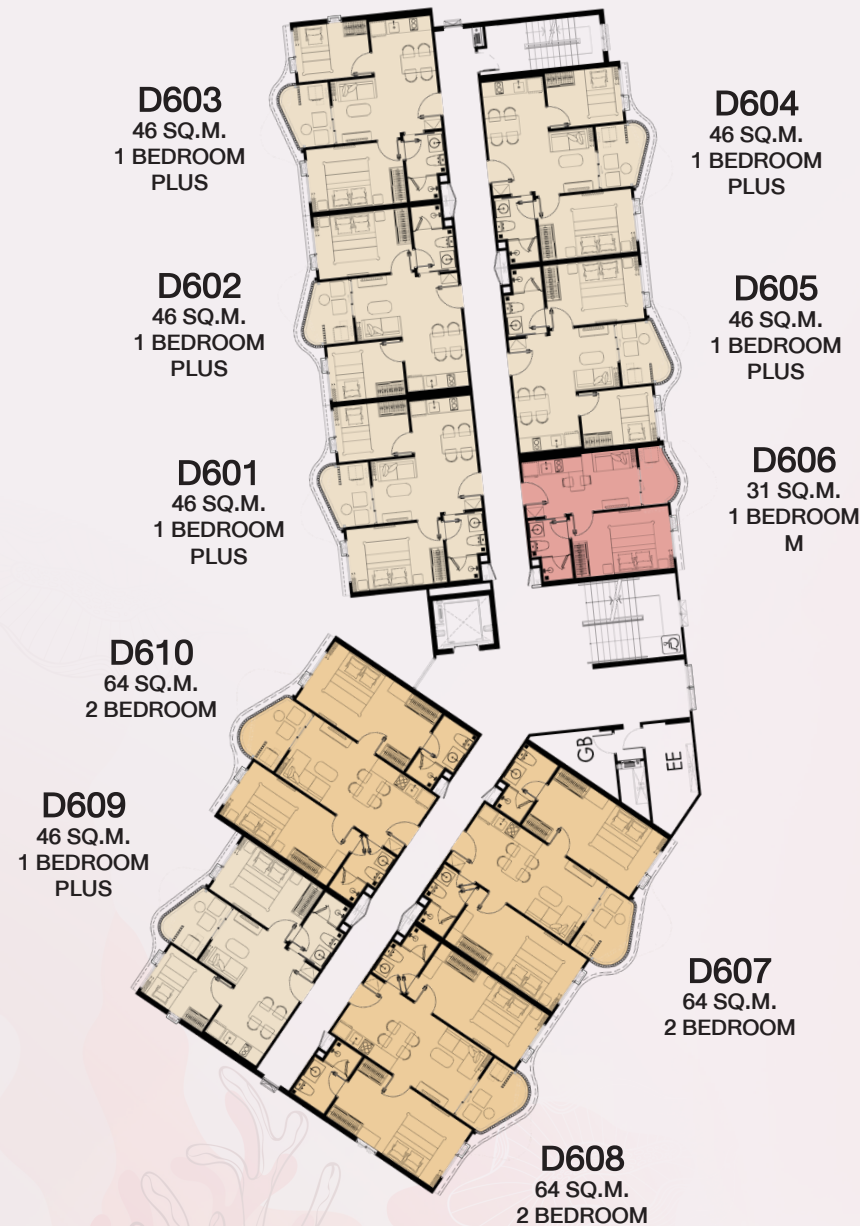 D603
46 SQ.M.
1 BEDROOM
PLUS
D604
46 SQ.M.
1 BEDROOM
PLUS
D602
46 SQ.M.
1 BEDROOM
PLUS
D605
46 SQ.M.
1 BEDROOM
PLUS
D601
46 SQ.M.
1 BEDROOM
PLUS
D606
31 SQ.M.
1 BEDROOM
M
D610
64 SQ.M.
2 BEDROOM
GB
EE
D609
46 SQ.M.
1 BEDROOM
PLUS
D607
64 SQ.M.
2 BEDROOM
D608
64 SQ.M.
2 BEDROOM